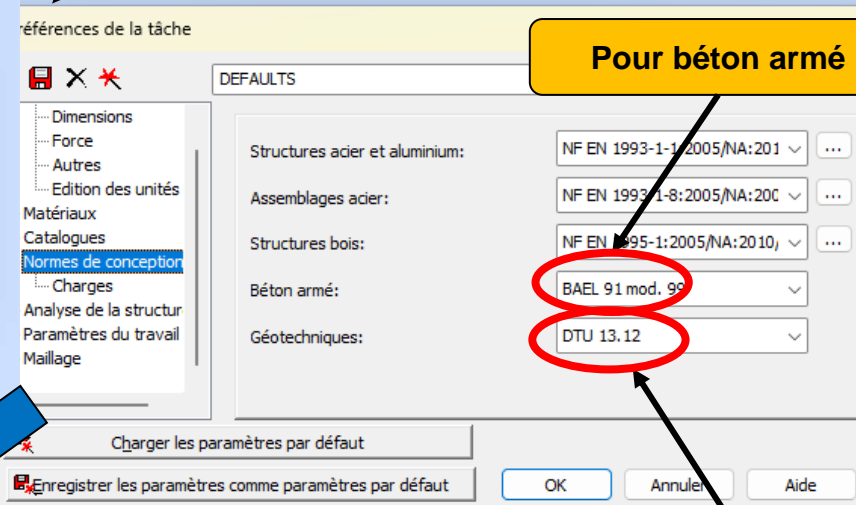 références de la tâche
Pour béton armé
DEFAULTS
Dimensions
Force
Autres
Edition des unités
Matériaux
Catalogues
Normes de conception
Charges
Analyse de la structur
Paramètres du travail
Maillage
Structures acier et aluminium:
NF EN 1993-1-1:2005/NA:201
...
Assemblages acier:
NF EN 1993-1-8:2005/NA:200
...
Structures bois:
NF EN 1995-1:2005/NA:2010/
...
Béton armé:
BAEL 91 mod. 99
Géotechniques:
DTU 13.12
Charger les paramètres par défaut
Enregistrer les paramètres comme paramètres par défaut
OK
Annuler
Aide